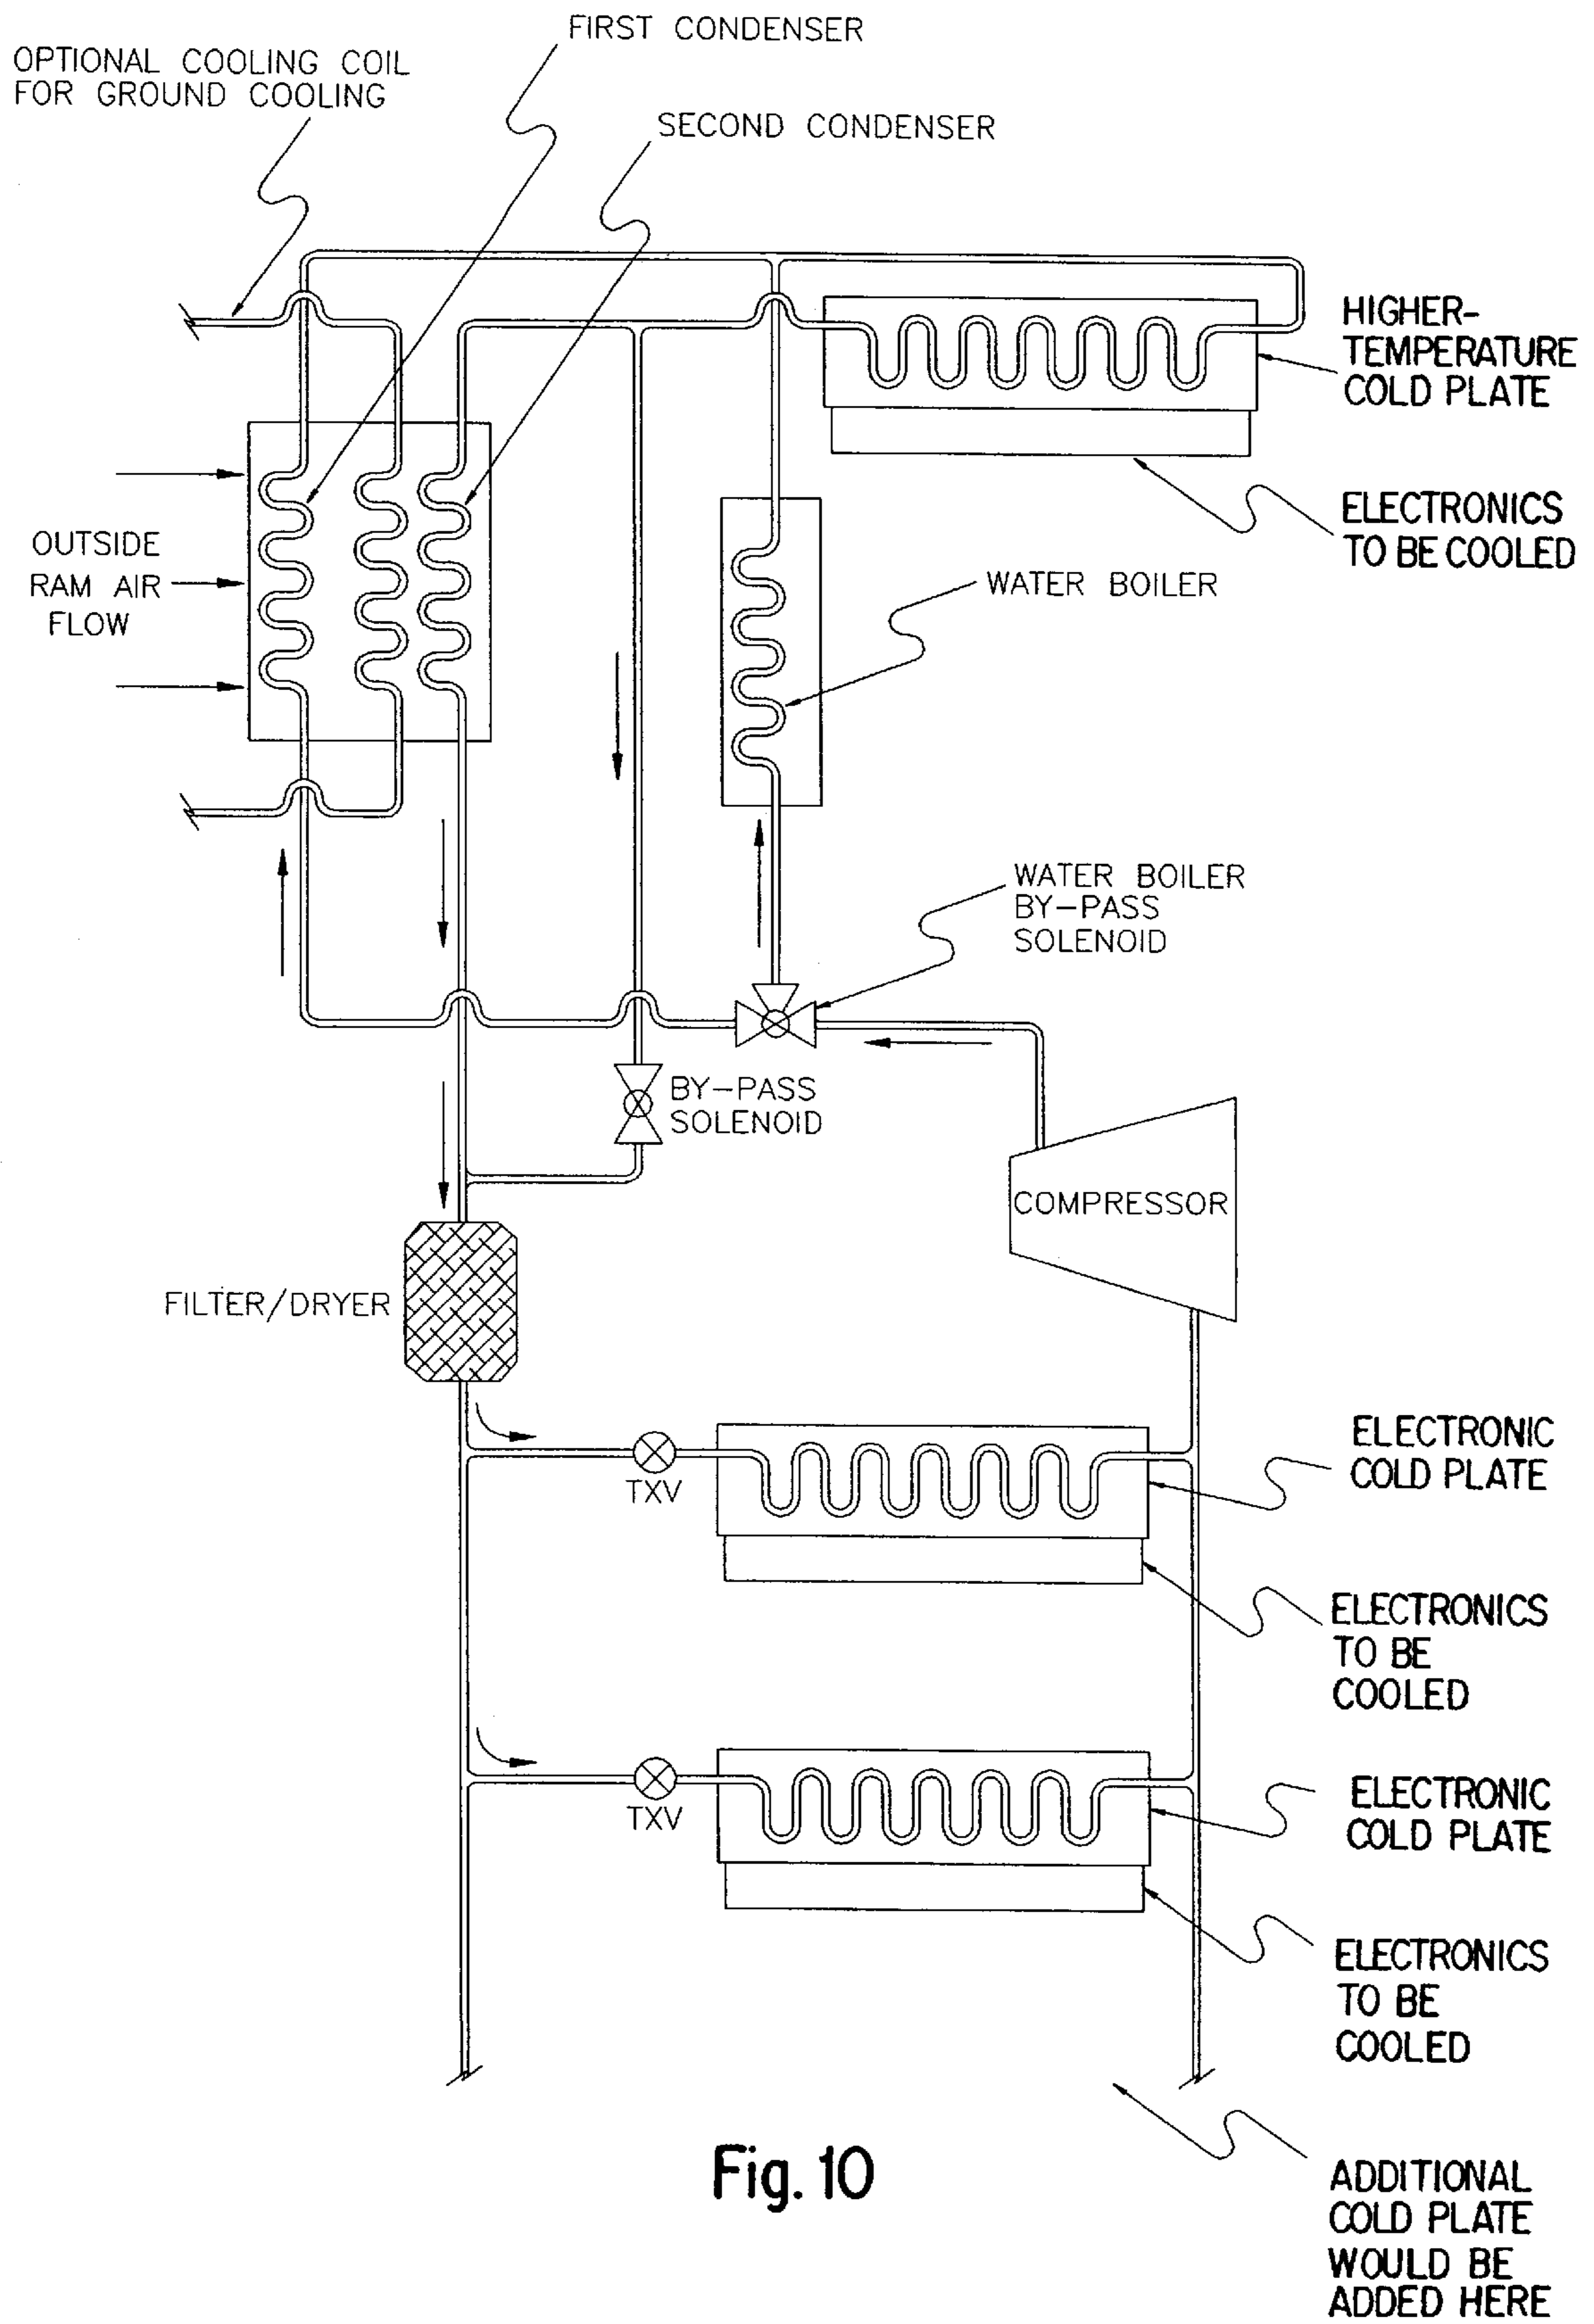 FIRST CONDENSER
OPTIONAL COOLING COIL
FOR GROUND COOLING
SECOND CONDENSER
HIGHER-
TEMPERATURE
COLD PLATE
ELECTRONICS
TO BE COOLED
OUTSIDE
RAM AIR
FLOW
WATER BOILER
WATER BOILER
BY-PASS
SOLENOID
BY-PASS
SOLENOID
COMPRESSOR
FILTER/DRYER
TXV
ELECTRONIC
COLD PLATE
ELECTRONICS
TO BE
COOLED
TXV
ELECTRONIC
COLD PLATE
ELECTRONICS
TO BE
COOLED
Fig. 10
ADDITIONAL
COLD PLATE
WOULD BE
ADDED HERE